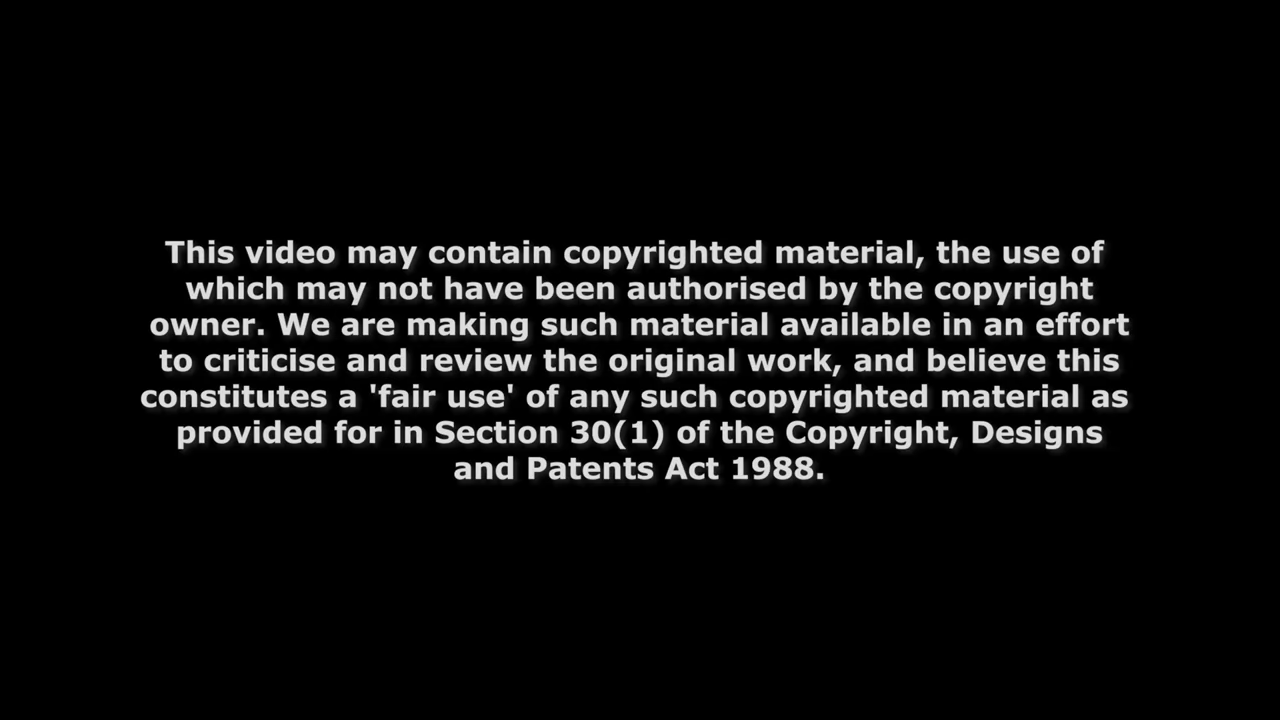 This video may contain copyrighted material, the use of
which may not have been authorised by the copyright
owner. We are making such material available in an effort
to criticise and review the original work, and believe this
constitutes a 'fair use' of any such copyrighted material as
provided for in Section 30(1) of the Copyright, Designs
and Patents Act 1988.